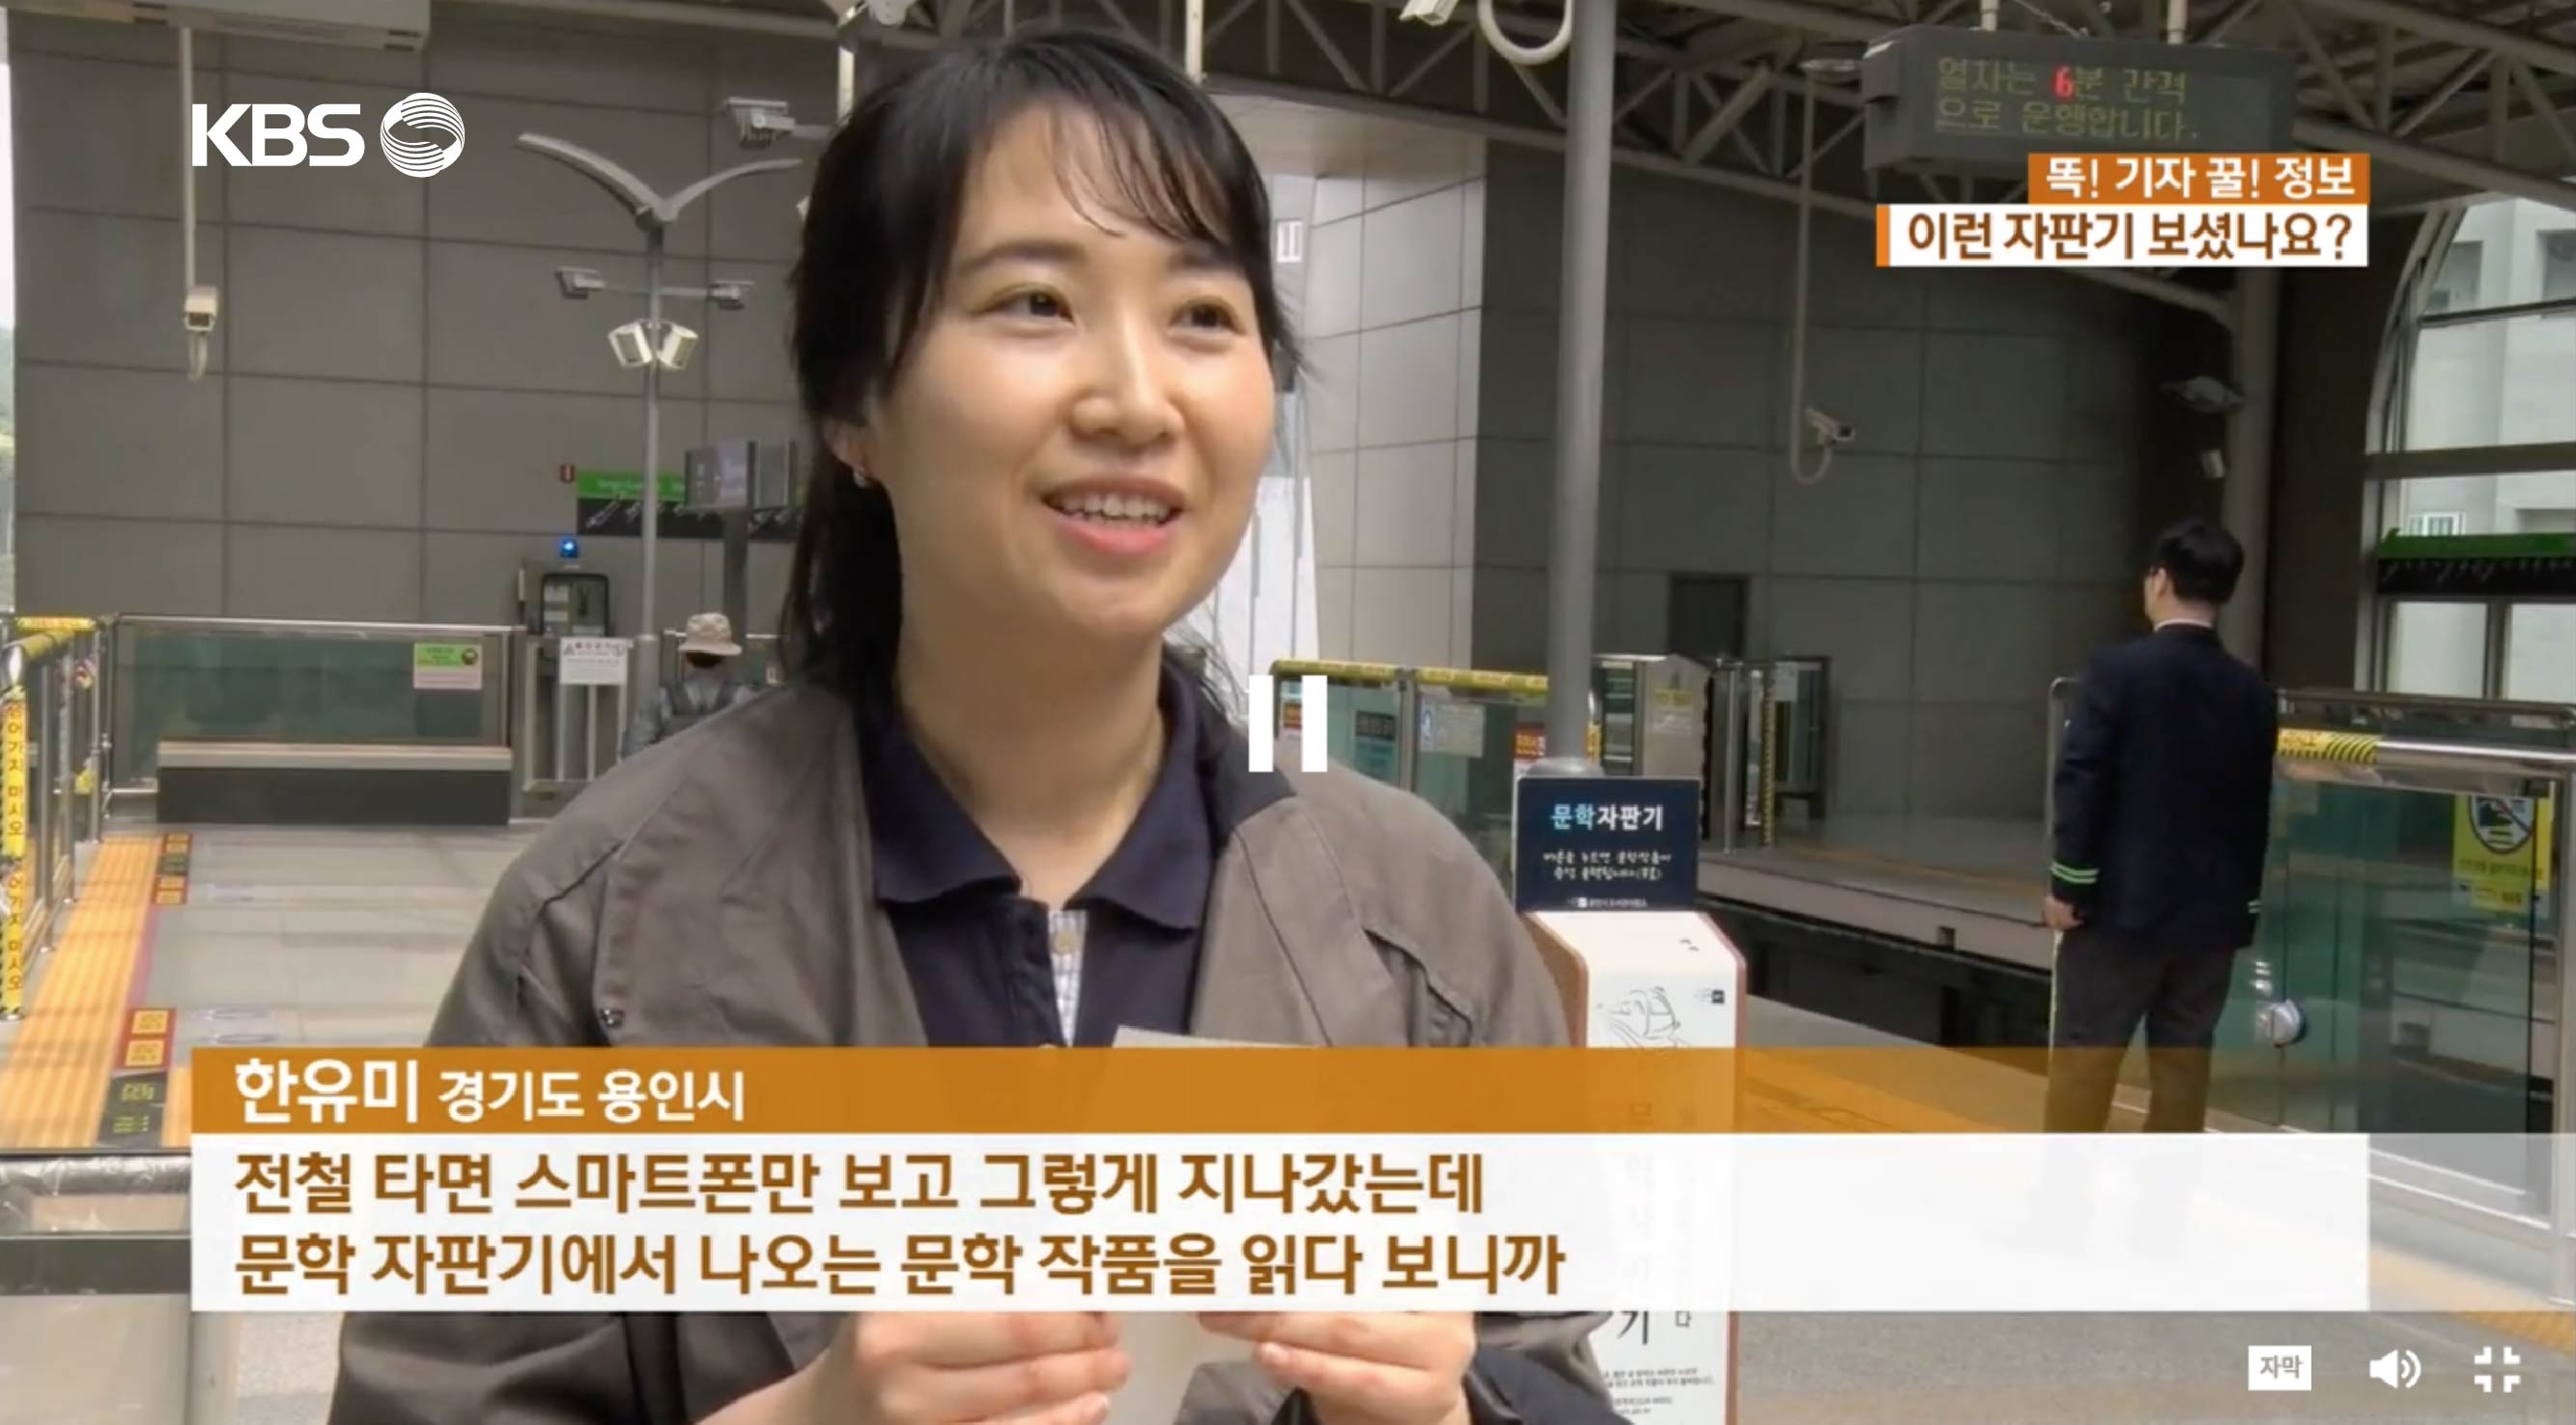 KBS
열차는 6분 간격
으로 운행합니다.
똑! 기자 꿀! 정보
이런 자판기 보셨나요?
문학자판기
한유미 경기도 용인시
전철 타면 스마트폰만 보고 그렇게 지나갔는데
문학 자판기에서 나오는 문학 작품을 읽다 보니까
기
다
자막